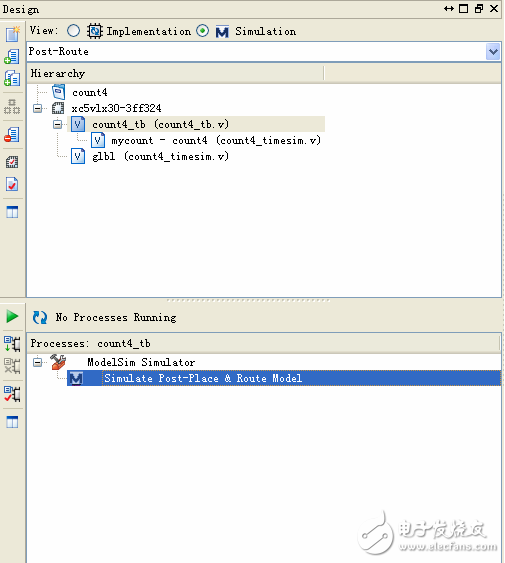 Design
View: Implementation Simulation
Post-Route
Hierarchy
count4
xc5vlx30-3ff324
count4_tb (count4_tb.v)
mycount - count4 (count4_timesim.v)
glbl (count4_timesim.v)
No Processes Running
Processes: count4_tb
ModelSim Simulator
Simulate Post-Place & Route Model
电子发烧友
www.elecfans.com